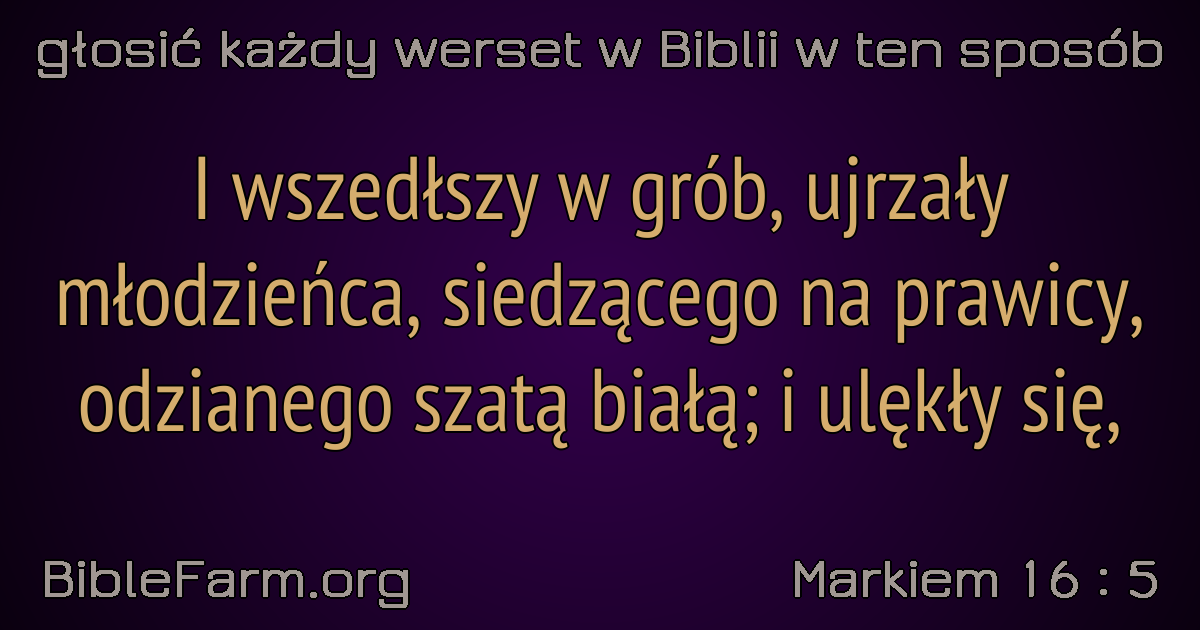 głosić każdy werset w Biblii w ten sposób
I wszedłszy w grób, ujrzały
młodzieńca, siedzącego na prawicy,
odzianego szatą białą; i ulękły się,
BibleFarm.org
Markiem 16 : 5